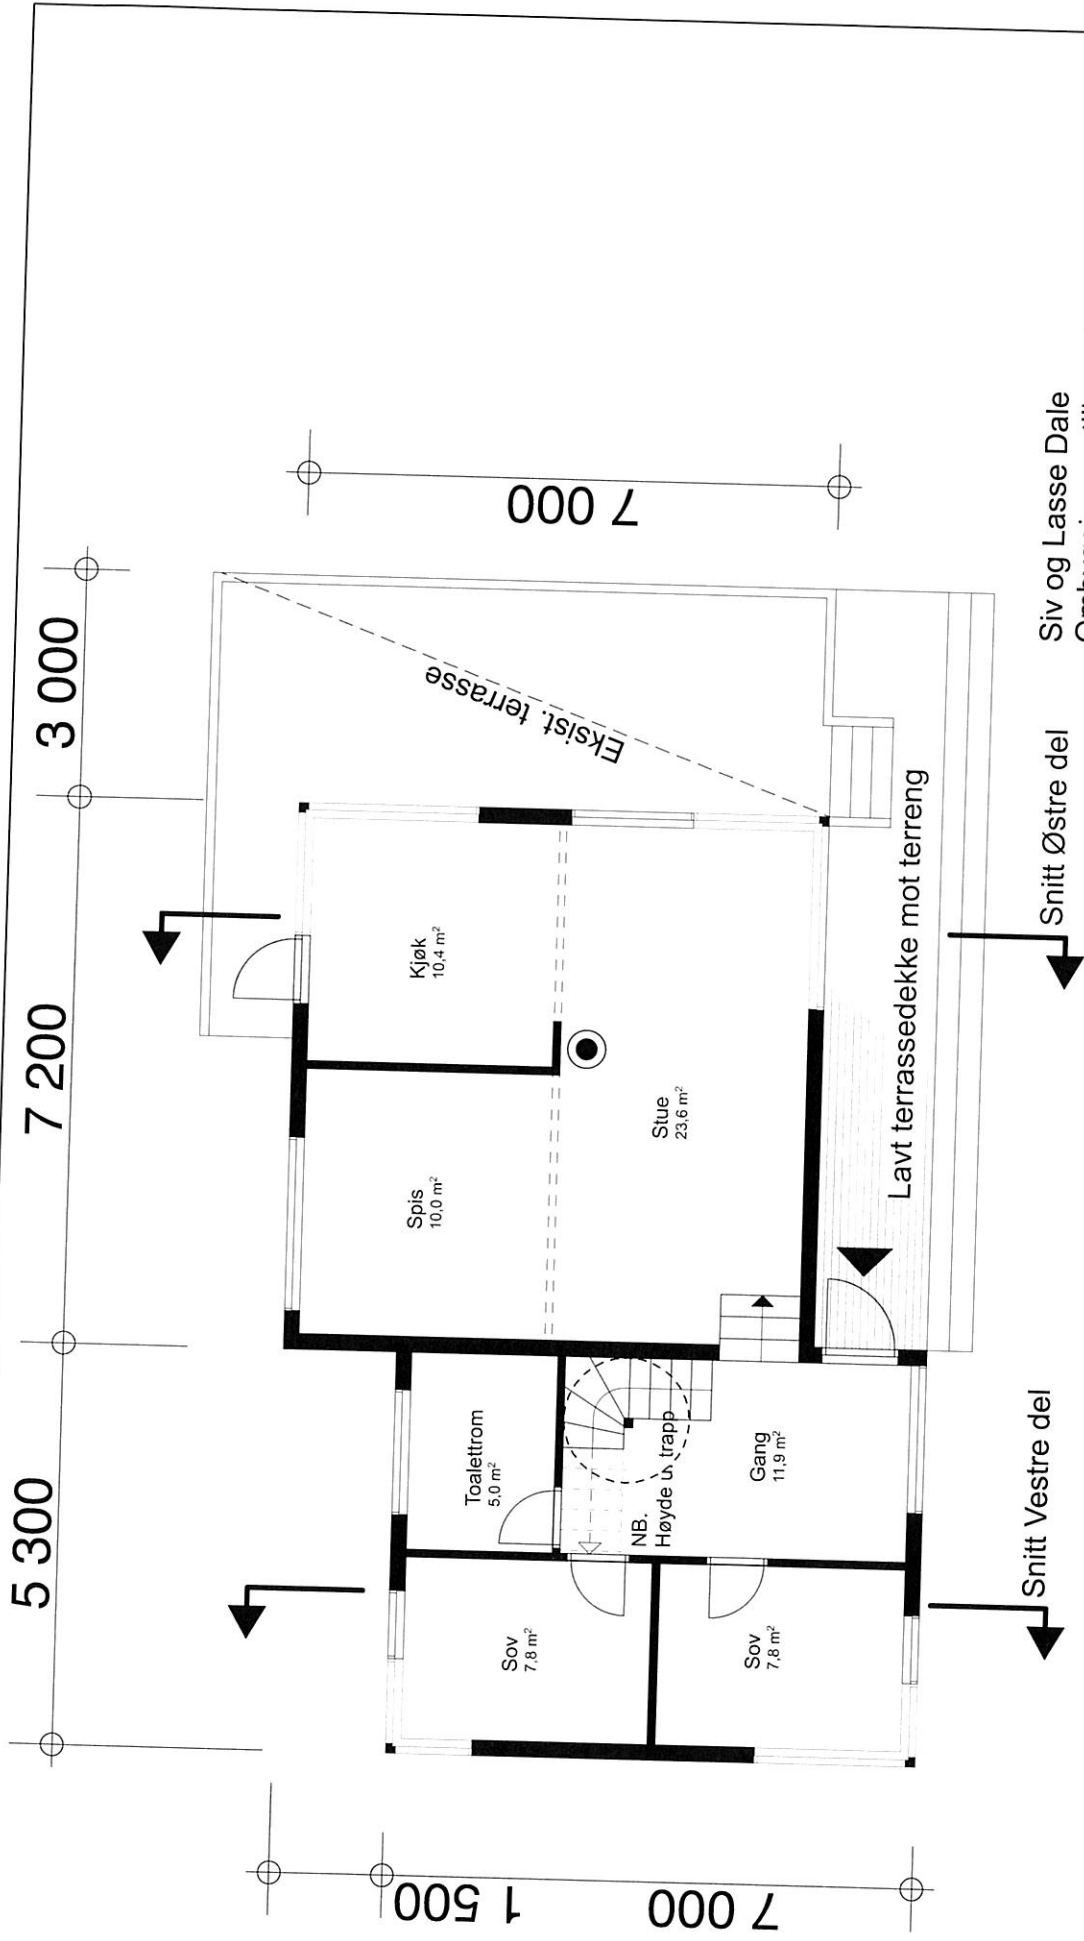 5 300
7 200
3 000
7 000
1 500
7 000
Eksist. terrasse
Kjøk
10,4 m²
Spis
10,0 m²
Stue
23,6 m²
Toalettrom
5,0 m²
NB.
Høyde u. trapp
Gang
11,9 m²
Sov
7,8 m²
Sov
7,8 m²
Lavt terrassedekke mot terreng
Snitt Vestre del
Snitt Østre del
Siv og Lasse Dale